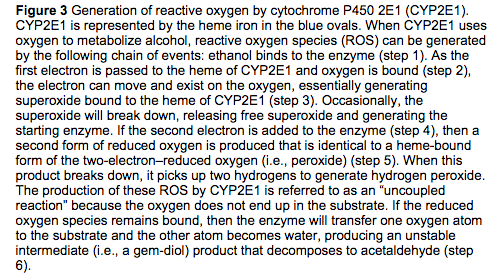 Figure 3 Generation of reactive oxygen by cytochrome P450 2E1 (CYP2E1).
CYP2E1 is represented by the heme iron in the blue ovals. When CYP2E1 uses
oxygen to metabolize alcohol, reactive oxygen species (ROS) can be generated
by the following chain of events: ethanol binds to the enzyme (step 1). As the
first electron is passed to the heme of CYP2E1 and oxygen is bound (step 2),
the electron can move and exist on the oxygen, essentially generating
superoxide bound to the heme of CYP2E1 (step 3). Occasionally, the
superoxide will break down, releasing free superoxide and generating the
starting enzyme. If the second electron is added to the enzyme (step 4), then a
second form of reduced oxygen is produced that is identical to a heme-bound
form of the two-electron–reduced oxygen (i.e., peroxide) (step 5). When this
product breaks down, it picks up two hydrogens to generate hydrogen peroxide.
The production of these ROS by CYP2E1 is referred to as an "uncoupled
reaction" because the oxygen does not end up in the substrate. If the reduced
oxygen species remains bound, then the enzyme will transfer one oxygen atom
to the substrate and the other atom becomes water, producing an unstable
intermediate (i.e., a gem-diol) product that decomposes to acetaldehyde (step
6).